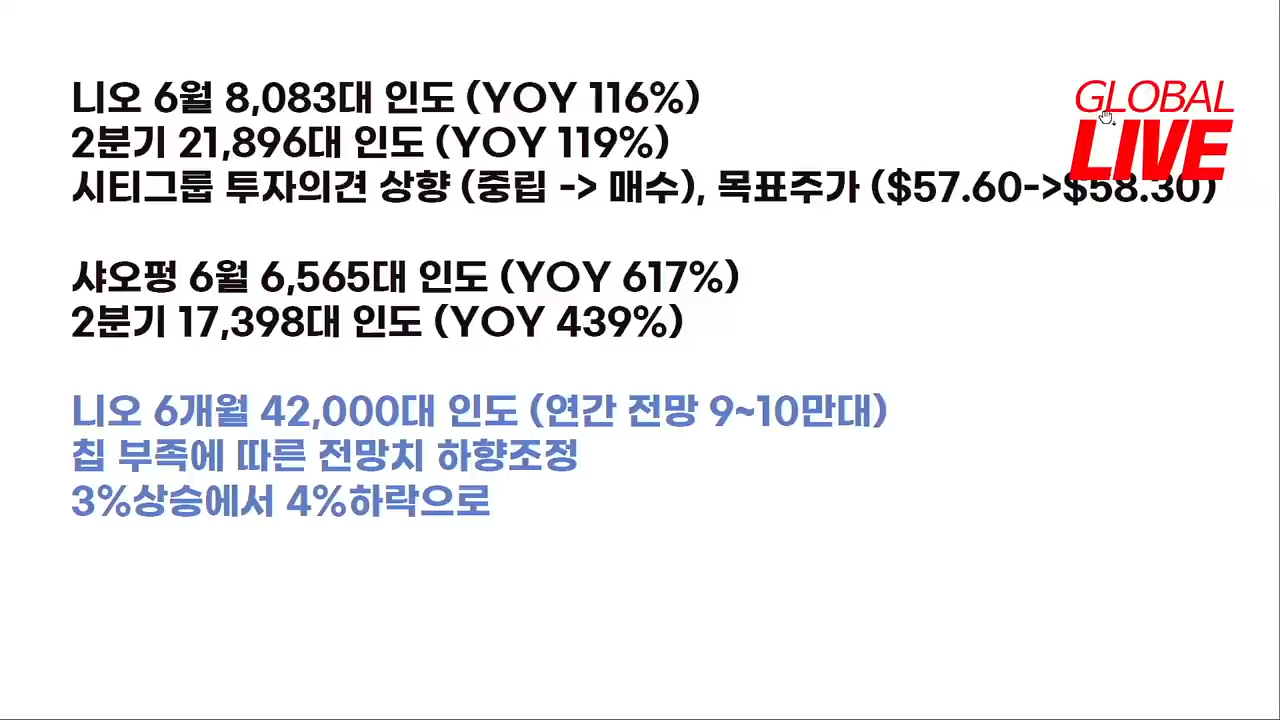 니오 6월 8,083대 인도 (YOY 116%)
2분기 21,896대 인도 (YOY 119%)
시티그룹 투자의견 상향 (중립 -> 매수), 목표주가 ($57.60->$58.30)
GLOBAL
LIVE
샤오펑 6월 6,565대 인도 (YOY 617%)
2분기 17,398대 인도 (YOY 439%)
니오 6개월 42,000대 인도 (연간 전망 9~10만대)
칩 부족에 따른 전망치 하향조정
3%상승에서 4%하락으로